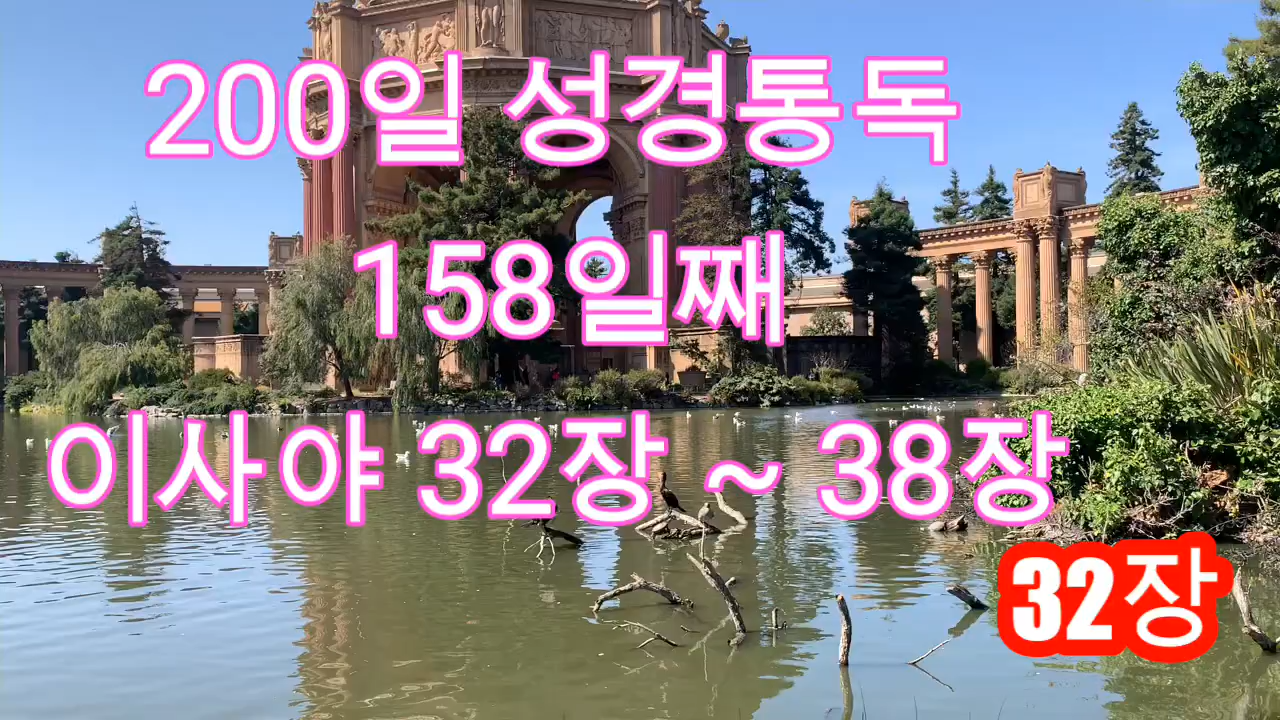 200일 성경통독
158일째
이사야 32장 ~ 38장
32장